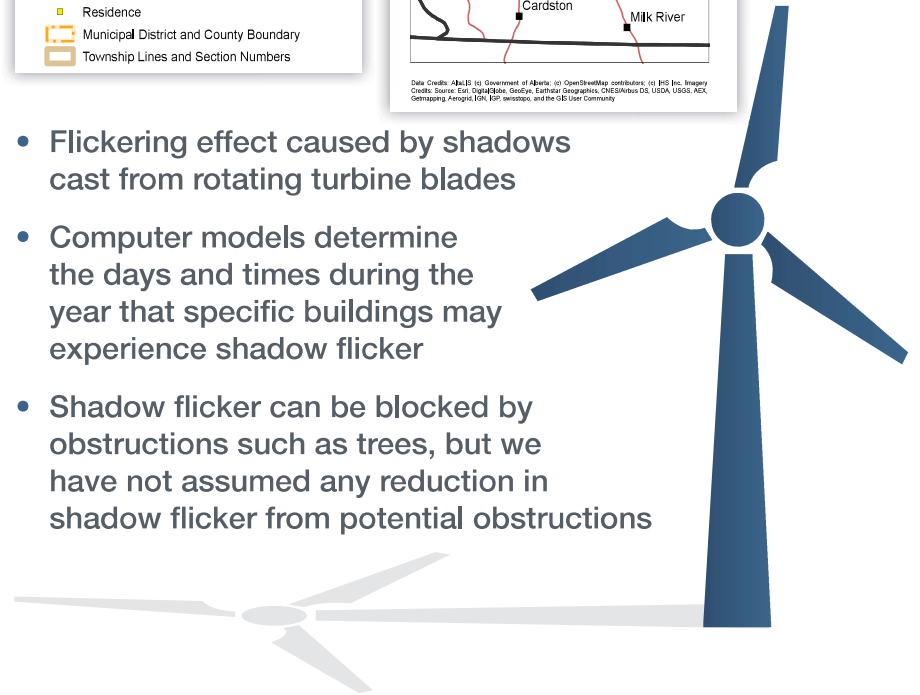 Residence
Municipal District and County Boundary
Township Lines and Section Numbers
Cardston
Milk River
Data Credits: AltaLIS (c) Government of Alberta; (c) OpenStreetMap contributors; (c) IHS Inc. Imagery
Credits: Source: Esri, DigitalGlobe, GeoEye, Earthstar Geographics, CNES/Airbus DS, USDA, USGS, AEX,
Getmapping, Aerogrid, IGN, IGP, swisstopo, and the GIS User Community
• Flickering effect caused by shadows
cast from rotating turbine blades
• Computer models determine
the days and times during the
year that specific buildings may
experience shadow flicker
• Shadow flicker can be blocked by
obstructions such as trees, but we
have not assumed any reduction in
shadow flicker from potential obstructions